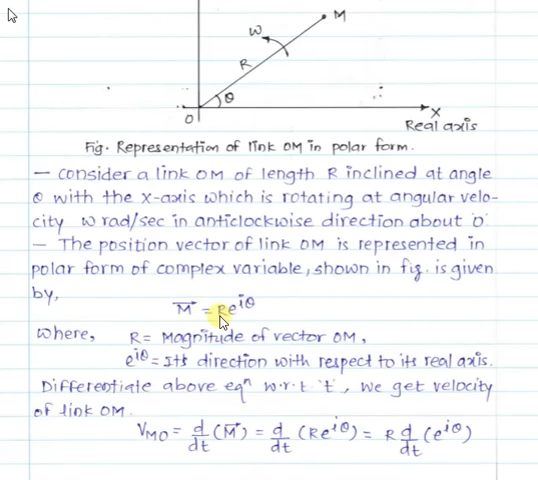 M
ω
R
θ
O
X
Real axis
Fig. Representation of link OM in polar form.
– Consider a link OM of length R inclined at angle
θ with the x-axis which is rotating at angular velo-
city ω rad/sec in anticlockwise direction about 'O'
– The position vector of link OM is represented in
polar form of complex variable, shown in fig. is given
by,
M⃗ = Re^{iθ}
where, R = Magnitude of vector OM,
e^{iθ} = Its direction with respect to its real axis.
Differentiate above eqⁿ w.r.t. 't', we get velocity
of link OM.
V_{MO} = d/dt (M⃗) = d/dt (Re^{iθ}) = R d/dt (e^{iθ})